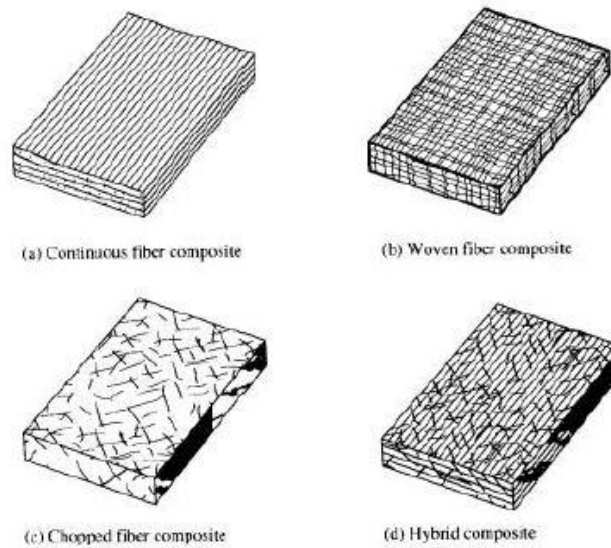 (a) Continuous fiber composite
(b) Woven fiber composite
(c) Chopped fiber composite
(d) Hybrid composite